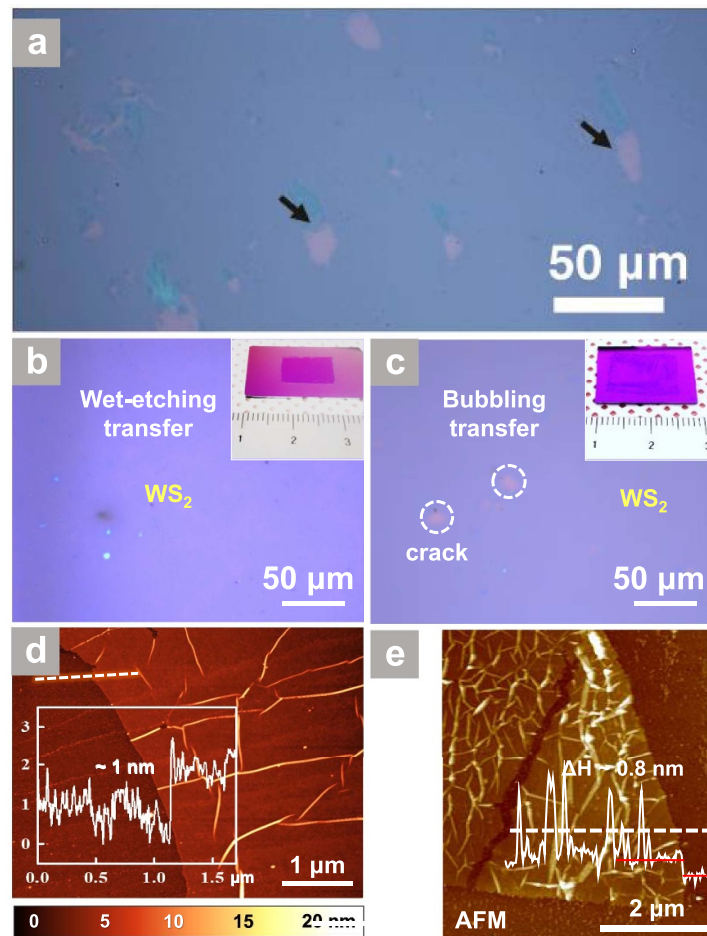 a
50 μm
b
Wet-etching
transfer
1 2 3
WS₂
50 μm
c
Bubbling
transfer
1 2 3
WS₂
crack
50 μm
d
3
2
1
0
~ 1 nm
0.0 0.5 1.0 1.5 μm
1 μm
0 5 10 15 20 nm
e
ΔH ~ 0.8 nm
AFM
2 μm